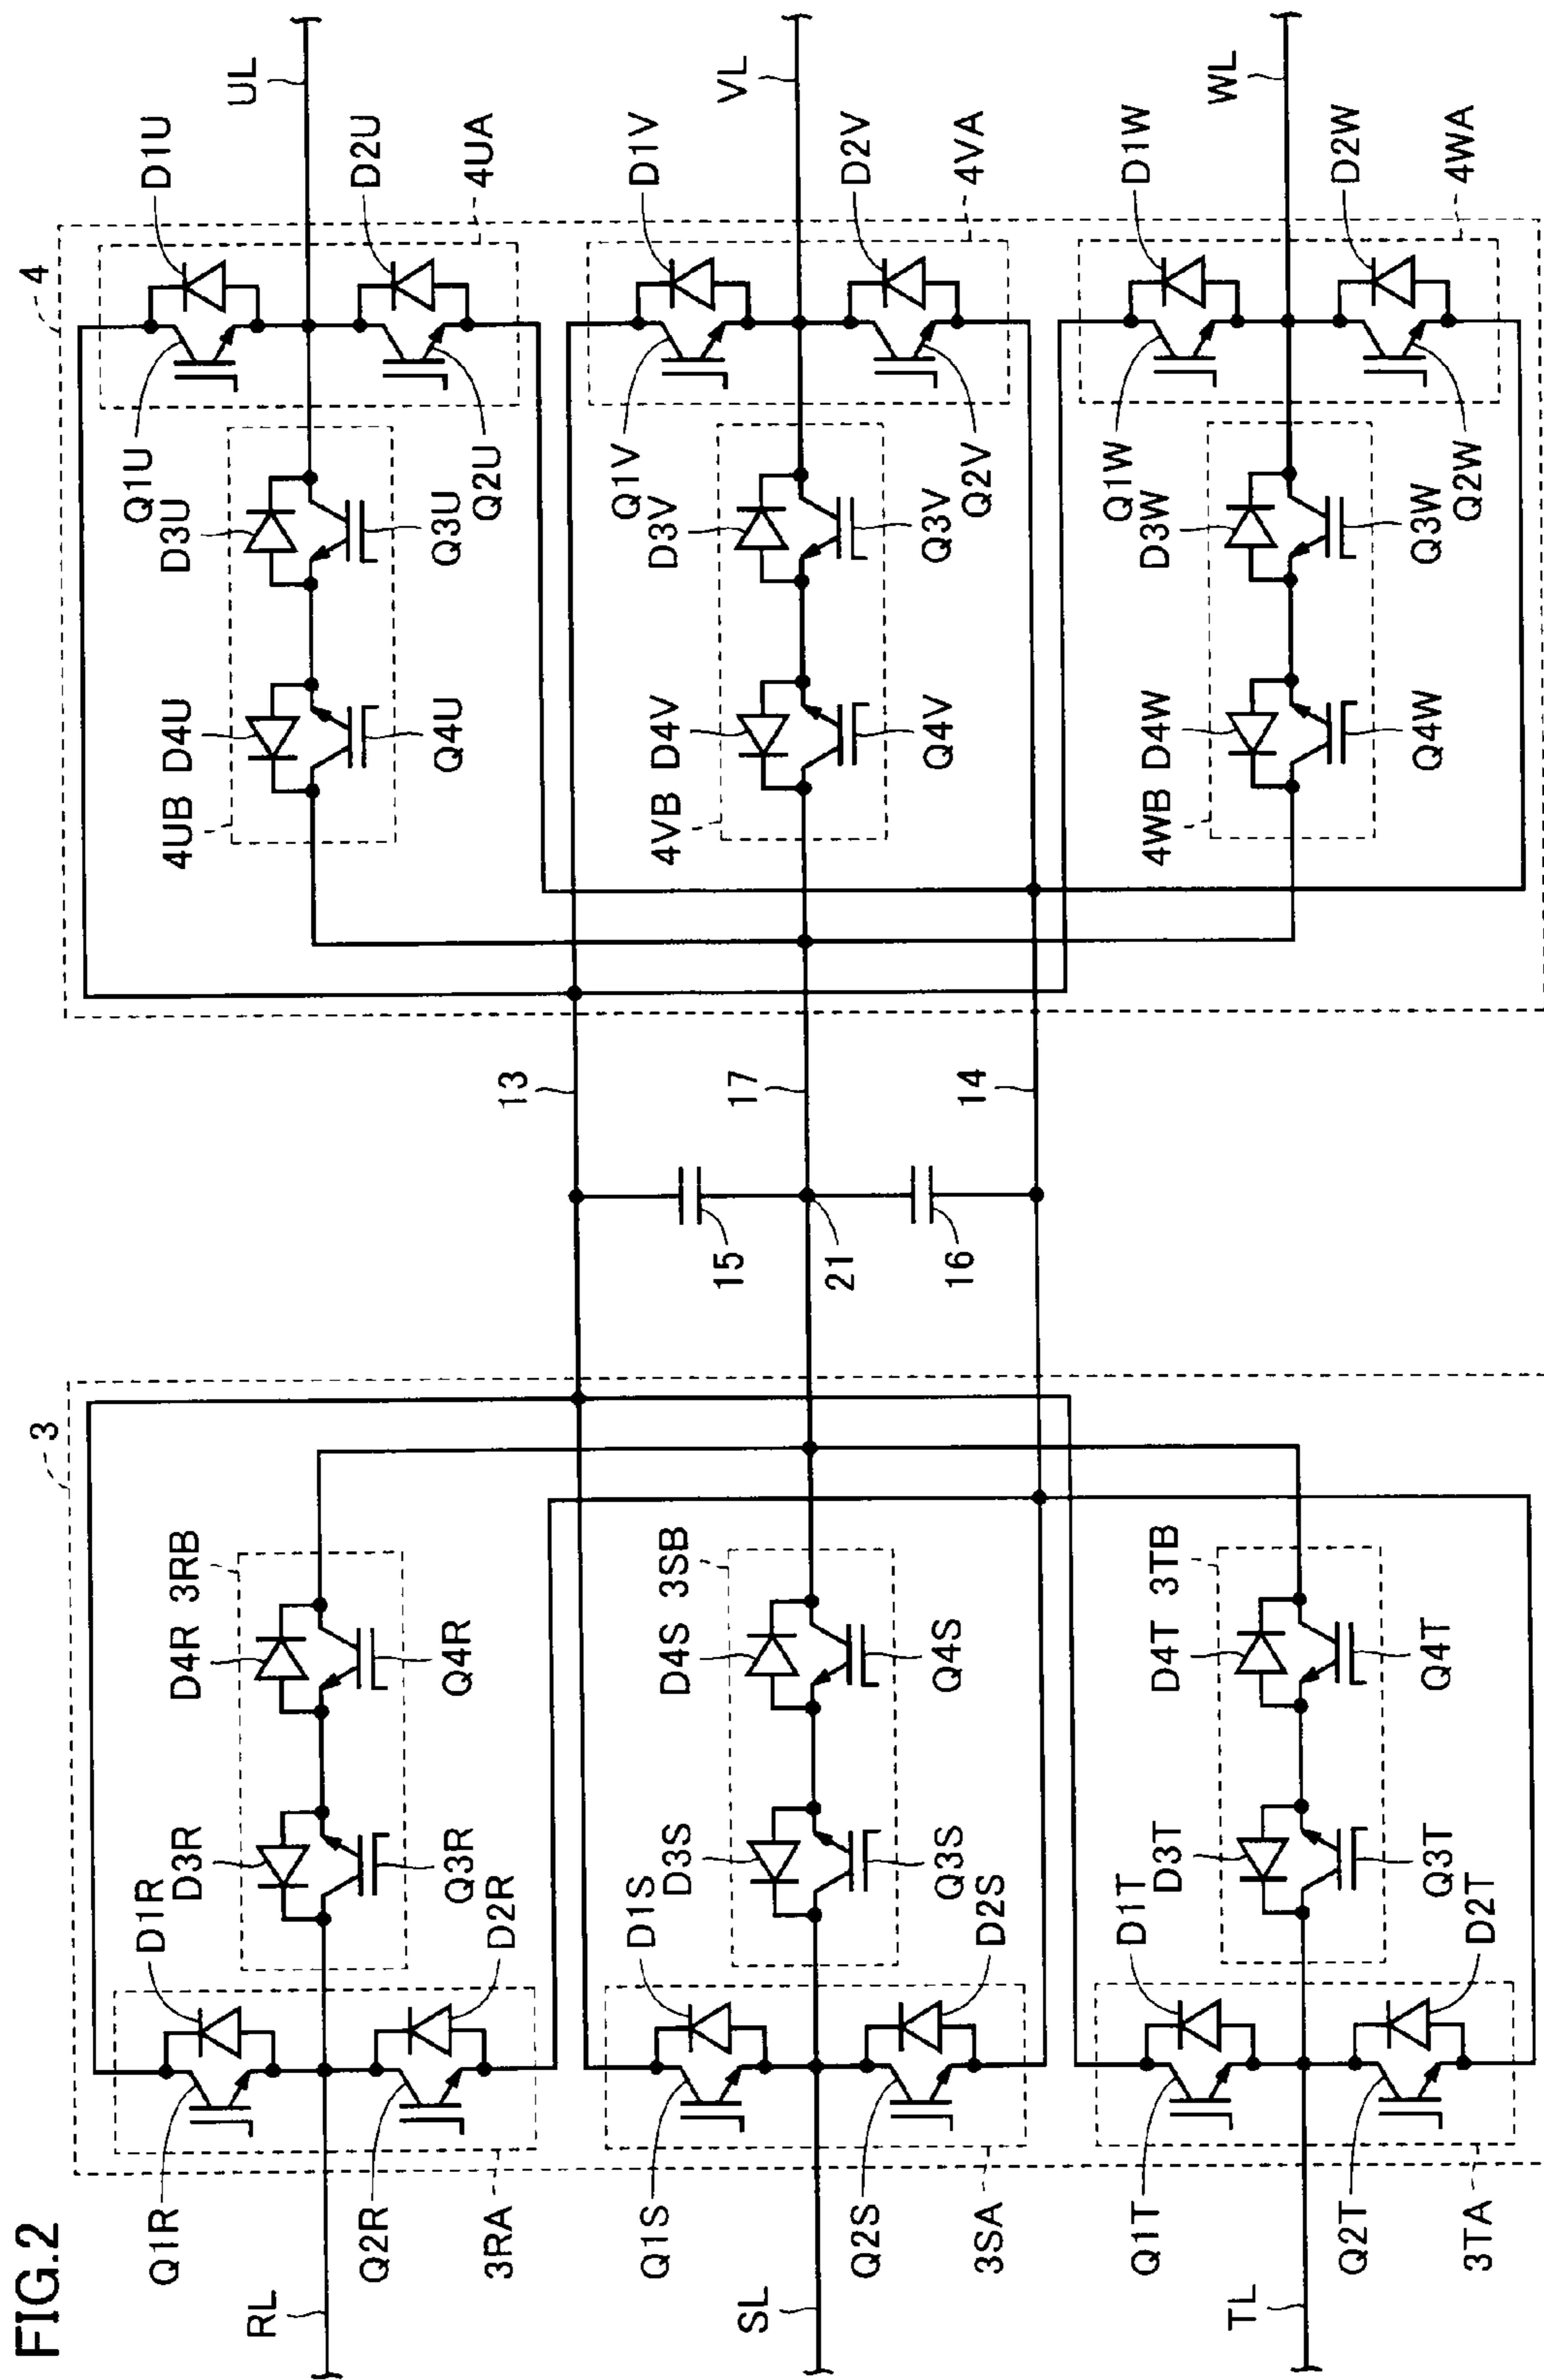 FIG.2
3
4
RL
SL
TL
Q1R
D1R
Q2R
D2R
3RA
D3R
D4R
3RB
Q3R
Q4R
Q1S
D1S
Q2S
D2S
3SA
D3S
D4S
3SB
Q3S
Q4S
Q1T
D1T
Q2T
D2T
3TA
D3T
D4T
3TB
Q3T
Q4T
13
15
17
21
14
16
4UB
D4U
D3U
Q4U
Q3U
Q1U
D1U
Q2U
D2U
4UA
UL
4VB
D4V
D3V
Q4V
Q3V
Q1V
D1V
Q2V
D2V
4VA
VL
4WB
D4W
D3W
Q4W
Q3W
Q1W
D1W
Q2W
D2W
4WA
WL